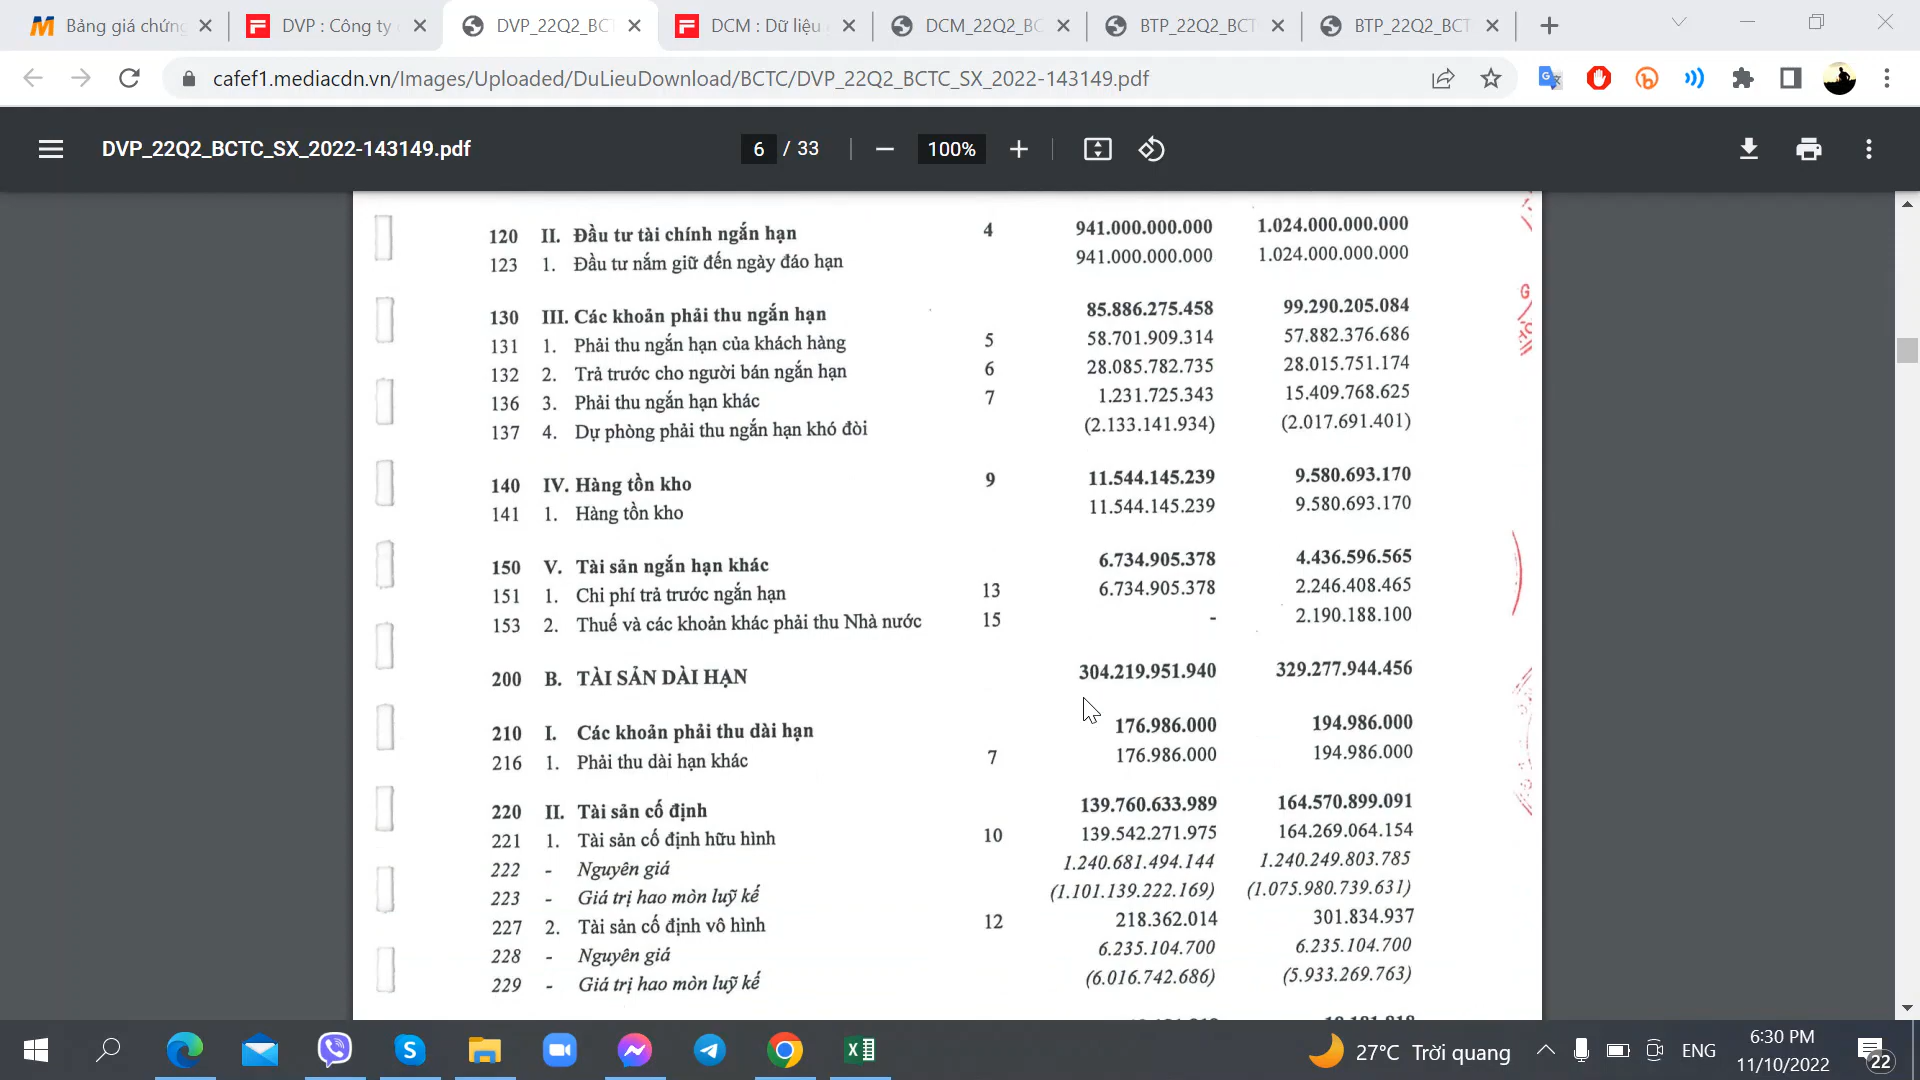 Bảng giá chứng
DVP : Công ty c
DVP_22Q2_BCT
DCM : Dữ liệu
DCM_22Q2_BC
BTP_22Q2_BCT
BTP_22Q2_BCT
cafef1.mediacdn.vn/Images/Uploaded/DuLieuDownload/BCTC/DVP_22Q2_BCTC_SX_2022-143149.pdf
DVP_22Q2_BCTC_SX_2022-143149.pdf 6 / 33 100%
120 II. Đầu tư tài chính ngắn hạn 4 941.000.000.000 1.024.000.000.000
123 1. Đầu tư nắm giữ đến ngày đáo hạn 941.000.000.000 1.024.000.000.000
130 III. Các khoản phải thu ngắn hạn 85.886.275.458 99.290.205.084
131 1. Phải thu ngắn hạn của khách hàng 5 58.701.909.314 57.882.376.686
132 2. Trả trước cho người bán ngắn hạn 6 28.085.782.735 28.015.751.174
136 3. Phải thu ngắn hạn khác 7 1.231.725.343 15.409.768.625
137 4. Dự phòng phải thu ngắn hạn khó đòi (2.133.141.934) (2.017.691.401)
140 IV. Hàng tồn kho 9 11.544.145.239 9.580.693.170
141 1. Hàng tồn kho 11.544.145.239 9.580.693.170
150 V. Tài sản ngắn hạn khác 6.734.905.378 4.436.596.565
151 1. Chi phí trả trước ngắn hạn 13 6.734.905.378 2.246.408.465
153 2. Thuế và các khoản khác phải thu Nhà nước 15 - 2.190.188.100
200 B. TÀI SẢN DÀI HẠN 304.219.951.940 329.277.944.456
210 I. Các khoản phải thu dài hạn 176.986.000 194.986.000
216 1. Phải thu dài hạn khác 7 176.986.000 194.986.000
220 II. Tài sản cố định 139.760.633.989 164.570.899.091
221 1. Tài sản cố định hữu hình 10 139.542.271.975 164.269.064.154
222 - Nguyên giá 1.240.681.494.144 1.240.249.803.785
223 - Giá trị hao mòn luỹ kế (1.101.139.222.169) (1.075.980.739.631)
227 2. Tài sản cố định vô hình 12 218.362.014 301.834.937
228 - Nguyên giá 6.235.104.700 6.235.104.700
229 - Giá trị hao mòn luỹ kế (6.016.742.686) (5.933.269.763)
27°C Trời quang ENG 6:30 PM
11/10/2022
22